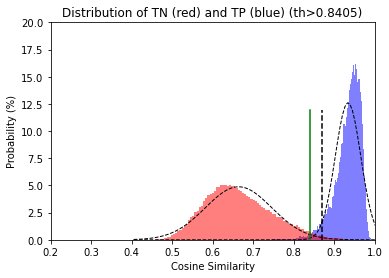 Distribution of TN (red) and TP (blue) (th>0.8405)
20.0
17.5
15.0
12.5
10.0
7.5
5.0
2.5
0.0
Probability (%)
0.2 0.3 0.4 0.5 0.6 0.7 0.8 0.9 1.0
Cosine Simlarity